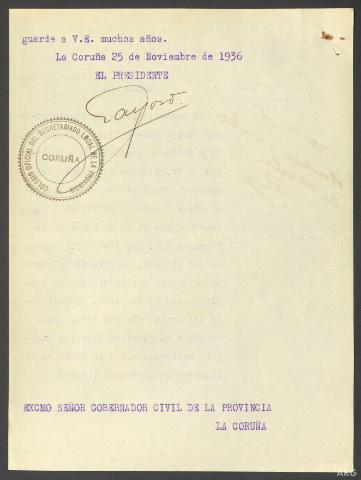 guarde a V.E. muchos años.
La Coruña 25 de Noviembre de 1936
EL PRESIDENTE
COLEGIO OFICIAL DEL SECRETARIADO LOCAL DE LA PROVINCIA
CORUÑA
EXCMO SEÑOR GOBERNADOR CIVIL DE LA PROVINCIA
LA CORUÑA
ARG